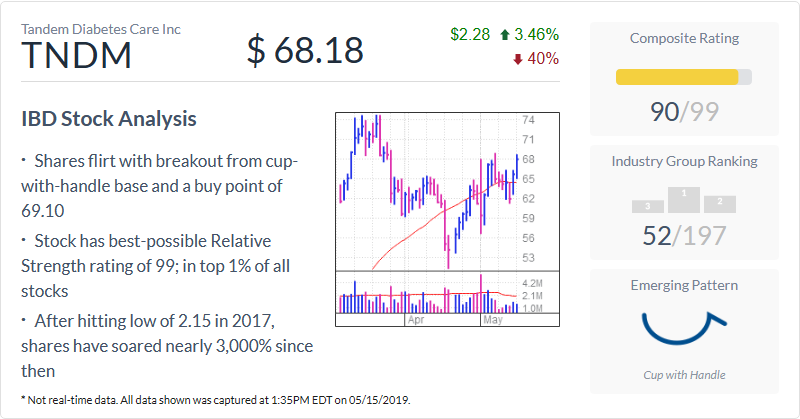 Tandem Diabetes Care Inc
TNDM
$ 68.18
$2.28 3.46%
40%
IBD Stock Analysis
· Shares flirt with breakout from cup-
with-handle base and a buy point of
69.10
· Stock has best-possible Relative
Strength rating of 99; in top 1% of all
stocks
· After hitting low of 2.15 in 2017,
shares have soared nearly 3,000% since
then
74
71
68
65
62
59
56
53
4.2M
2.1M
1.0M
Apr May
Composite Rating
90/99
Industry Group Ranking
3 1 2
52/197
Emerging Pattern
Cup with Handle
* Not real-time data. All data shown was captured at 1:35PM EDT on 05/15/2019.